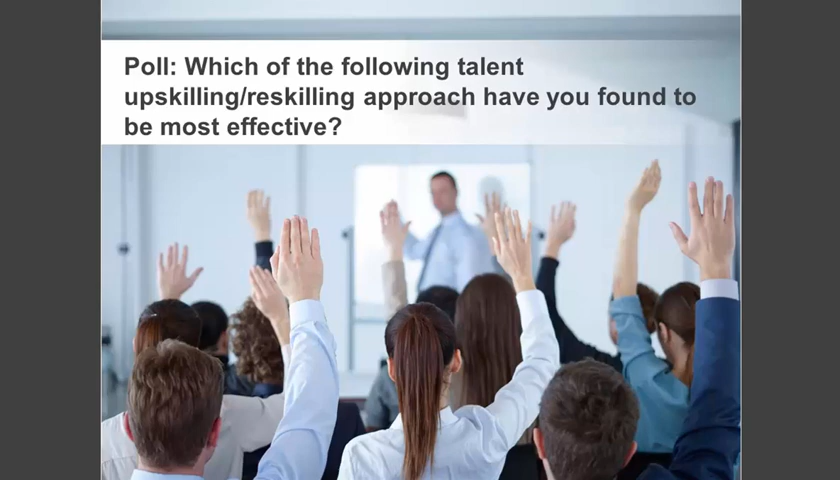 Poll: Which of the following talent
upskilling/reskilling approach have you found to
be most effective?